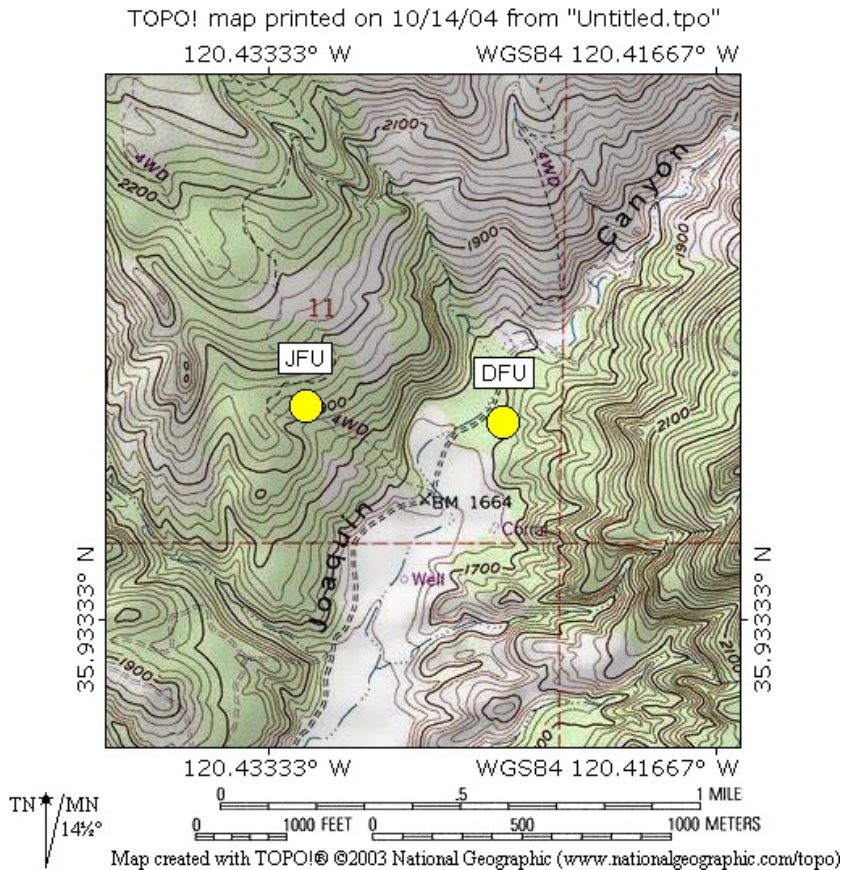 TOPO! map printed on 10/14/04 from "Untitled.tpo"
120.43333° W
WGS84 120.41667° W
2100
4WD
4WD
2200
Canyon
1900
1900
11
JFU
DFU
4WD
2100
BM 1664
Corral
Joaquin
1700
Well
35.93333° N
35.93333° N
1900
120.43333° W
WGS84 120.41667° W
TN
MN
14½°
0 .5 1 MILE
0 1000 FEET 0 500 1000 METERS
Map created with TOPO!® ©2003 National Geographic (www.nationalgeographic.com/topo)